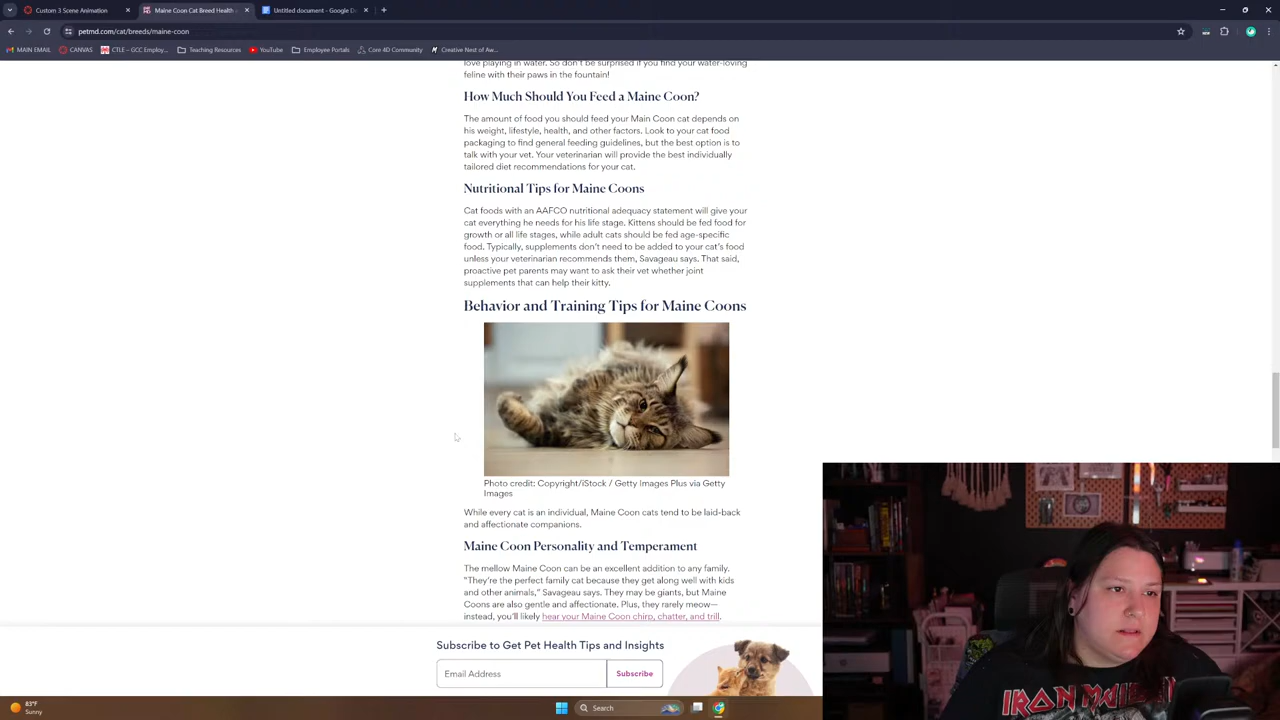 Custom 3 Scene Animation
Maine Coon Cat Breed Health
Untitled document - Google D
petmd.com/cat/breeds/maine-coon
MAIN EMAIL
CANVAS
CTLE – GCC Employ...
Teaching Resources
YouTube
Employee Portals
Core 4D Community
Creative Nest of Aw...
love playing in water. So don't be surprised if you find your water-loving
feline with their paws in the fountain!
How Much Should You Feed a Maine Coon?
The amount of food you should feed your Main Coon cat depends on
his weight, lifestyle, health, and other factors. Look to your cat food
packaging to find general feeding guidelines, but the best option is to
talk with your vet. Your veterinarian will provide the best individually
tailored diet recommendations for your cat.
Nutritional Tips for Maine Coons
Cat foods with an AAFCO nutritional adequacy statement will give your
cat everything he needs for his life stage. Kittens should be fed food for
growth or all life stages, while adult cats should be fed age-specific
food. Typically, supplements don't need to be added to your cat's food
unless your veterinarian recommends them, Savageau says. That said,
proactive pet parents may want to ask their vet whether joint
supplements that can help their kitty.
Behavior and Training Tips for Maine Coons
Photo credit: Copyright/iStock / Getty Images Plus via Getty
Images
While every cat is an individual, Maine Coon cats tend to be laid-back
and affectionate companions.
Maine Coon Personality and Temperament
The mellow Maine Coon can be an excellent addition to any family.
"They're the perfect family cat because they get along well with kids
and other animals," Savageau says. They may be giants, but Maine
Coons are also gentle and affectionate. Plus, they rarely meow—
instead, you'll likely hear your Maine Coon chirp, chatter, and trill.
Subscribe to Get Pet Health Tips and Insights
Email Address
Subscribe
IRON MAIDEN
83°F
Sunny
Search